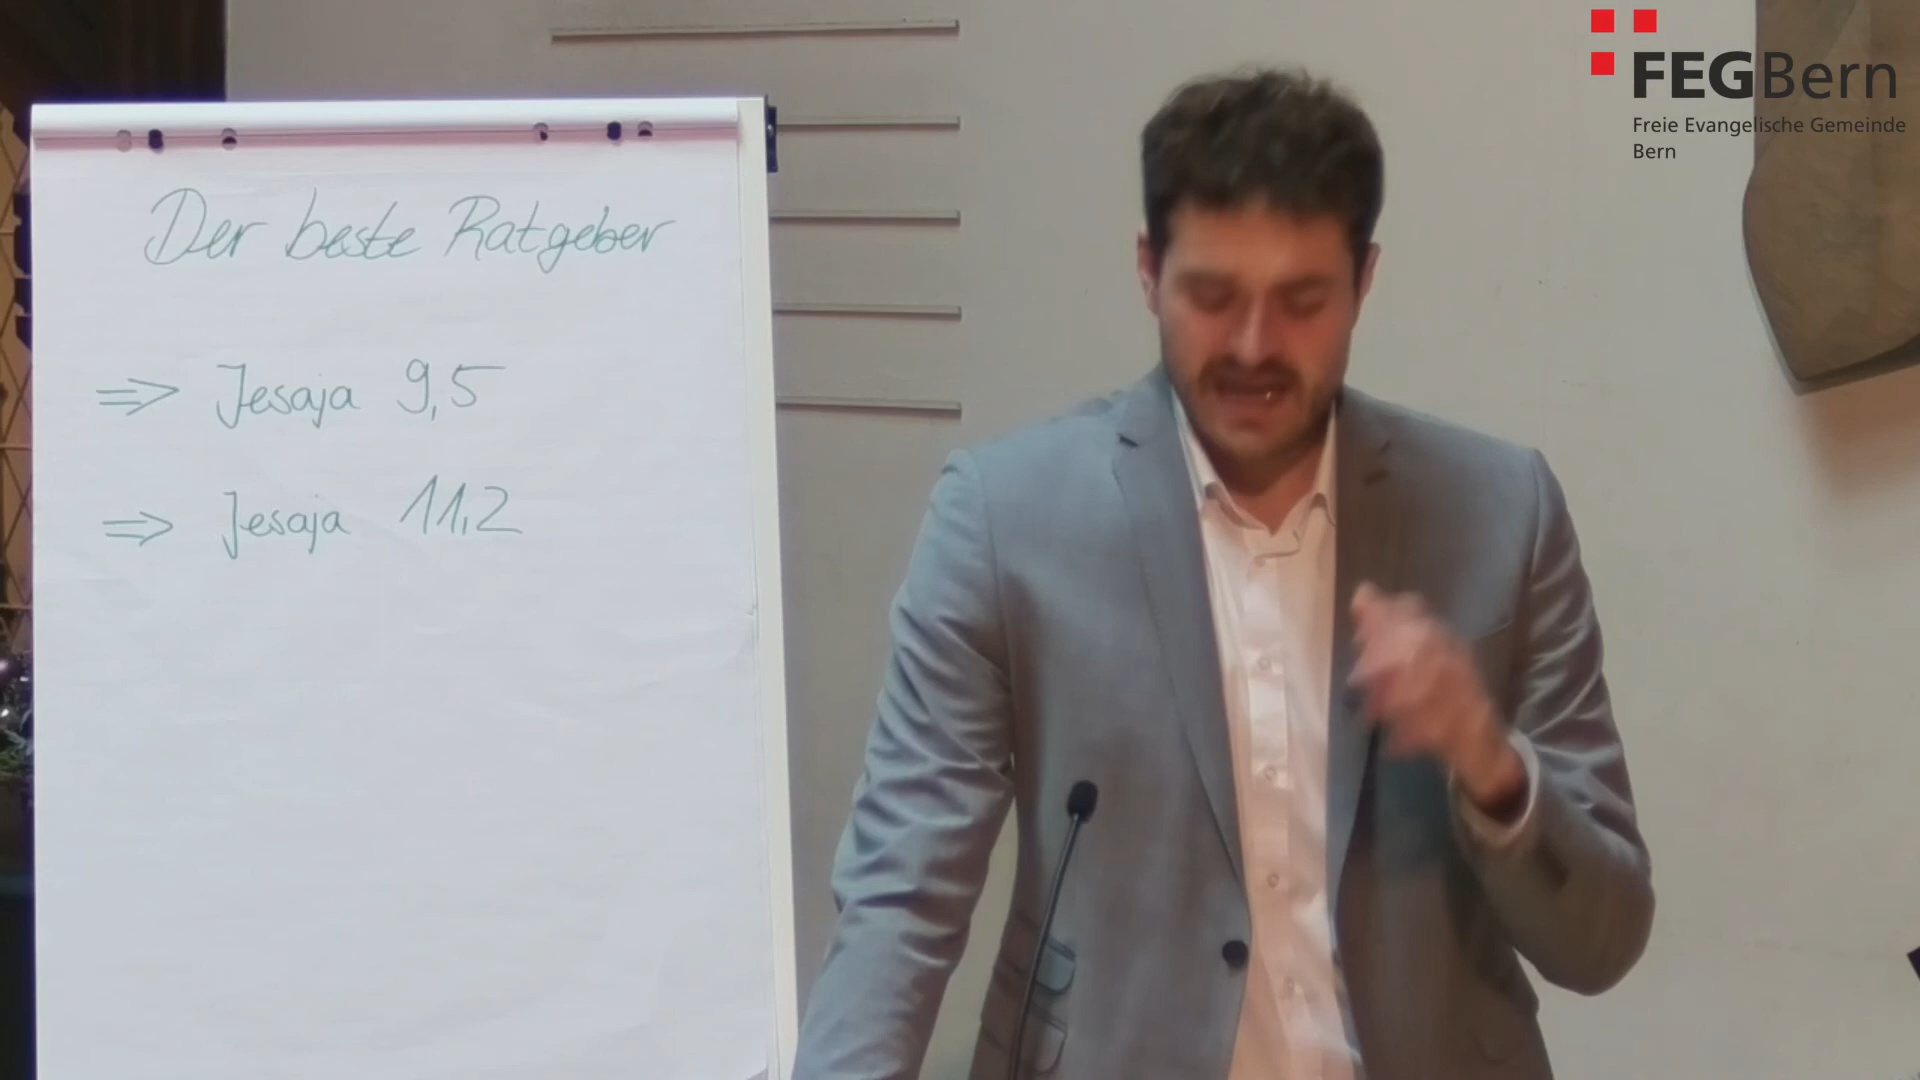 Der beste Ratgeber
⇒ Jesaja 9,5
⇒ Jesaja 11,2
FEGBern
Freie Evangelische Gemeinde
Bern